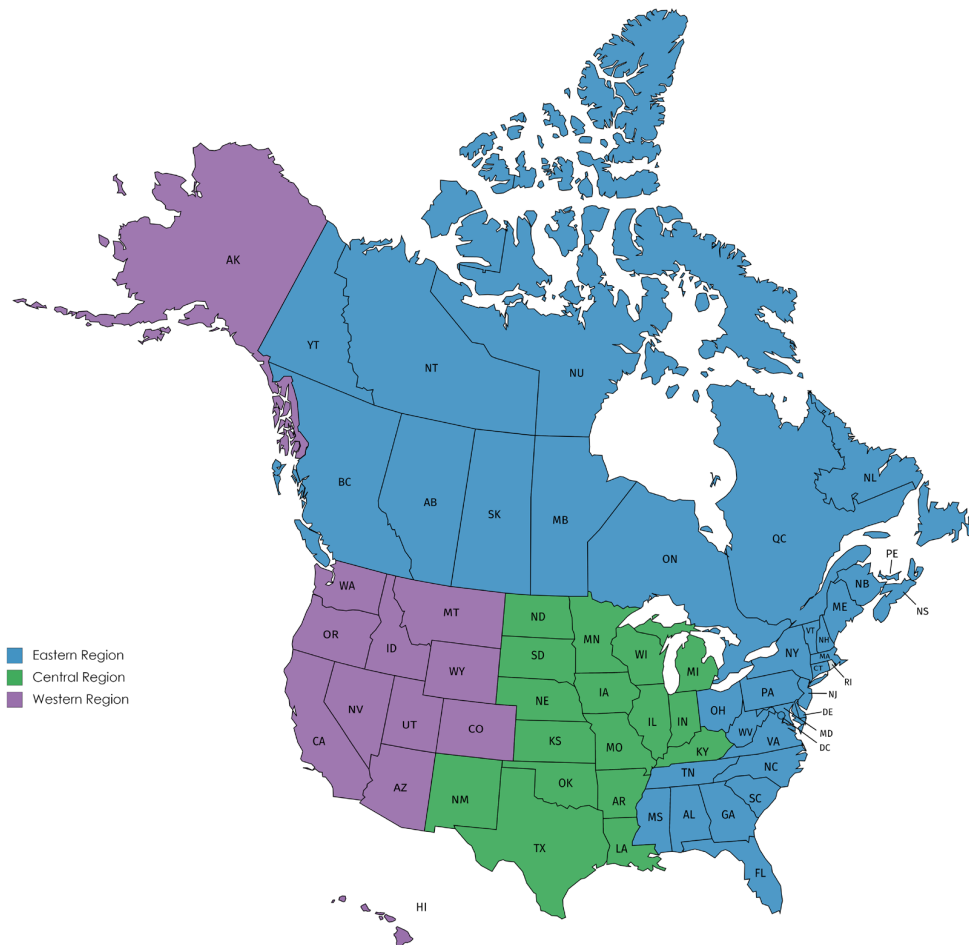 AK
YT
NT
NU
BC
AB
SK
MB
ON
QC
NL
PE
NB
NS
ME
WA
MT
ND
MN
OR
ID
SD
WI
MI
VT
NH
NY
MA
CT
RI
Eastern Region
Central Region
Western Region
WY
NE
IA
PA
NJ
NV
UT
CO
IL
IN
OH
DE
MD
DC
WV
VA
CA
KS
MO
KY
NC
TN
AZ
NM
OK
AR
SC
MS
AL
GA
TX
LA
FL
HI